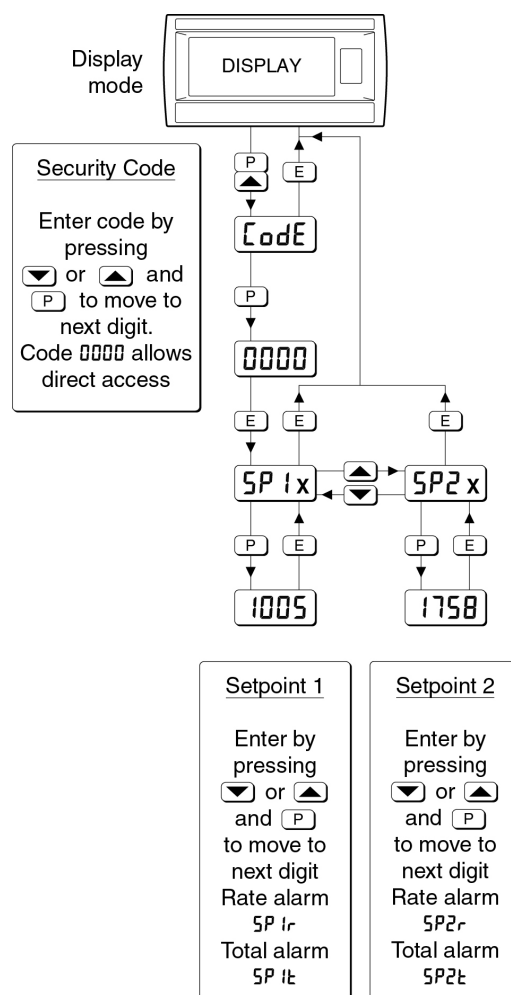 Display
mode
DISPLAY
P
E
Security Code
Enter code by
pressing
or and
P to move to
next digit.
Code 0000 allows
direct access
CodE
P
0000
E E E
SP1x SP2x
P E P E
1005 1758
Setpoint 1
Enter by
pressing
or
and P
to move to
next digit
Rate alarm
SP1r
Total alarm
SP1t
Setpoint 2
Enter by
pressing
or
and P
to move to
next digit
Rate alarm
SP2r
Total alarm
SP2t